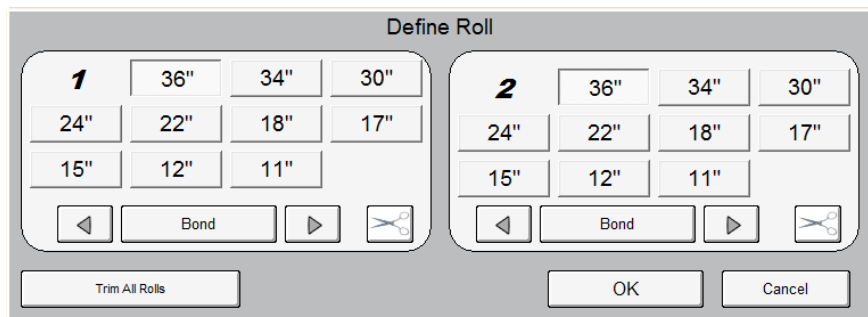 Define Roll
1 36" 34" 30"
24" 22" 18" 17"
15" 12" 11"
Bond
2 36" 34" 30"
24" 22" 18" 17"
15" 12" 11"
Bond
Trim All Rolls OK Cancel